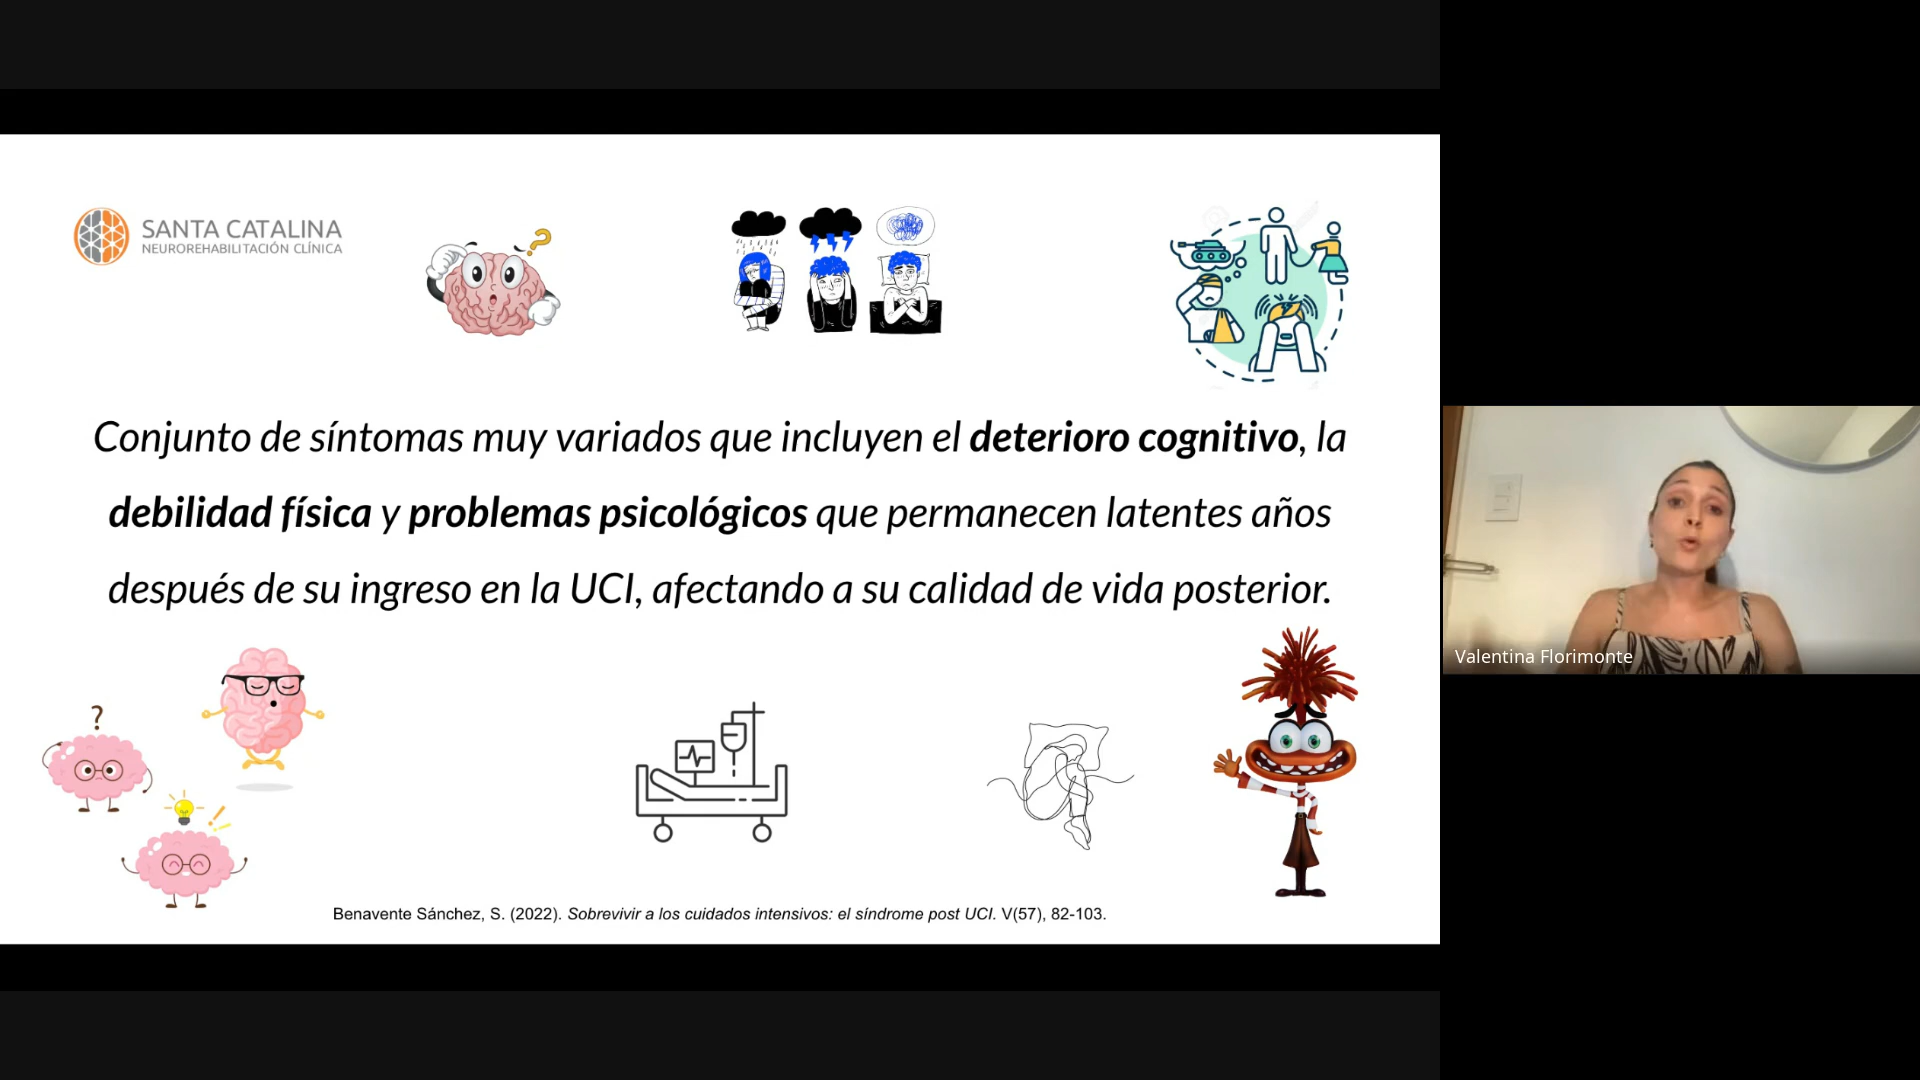 SANTA CATALINA
NEUROREHABILITACIÓN CLÍNICA
?
Conjunto de síntomas muy variados que incluyen el deterioro cognitivo, la
debilidad física y problemas psicológicos que permanecen latentes años
después de su ingreso en la UCI, afectando a su calidad de vida posterior.
Valentina Florimonte
?
Benavente Sánchez, S. (2022). Sobrevivir a los cuidados intensivos: el síndrome post UCI. V(57), 82-103.